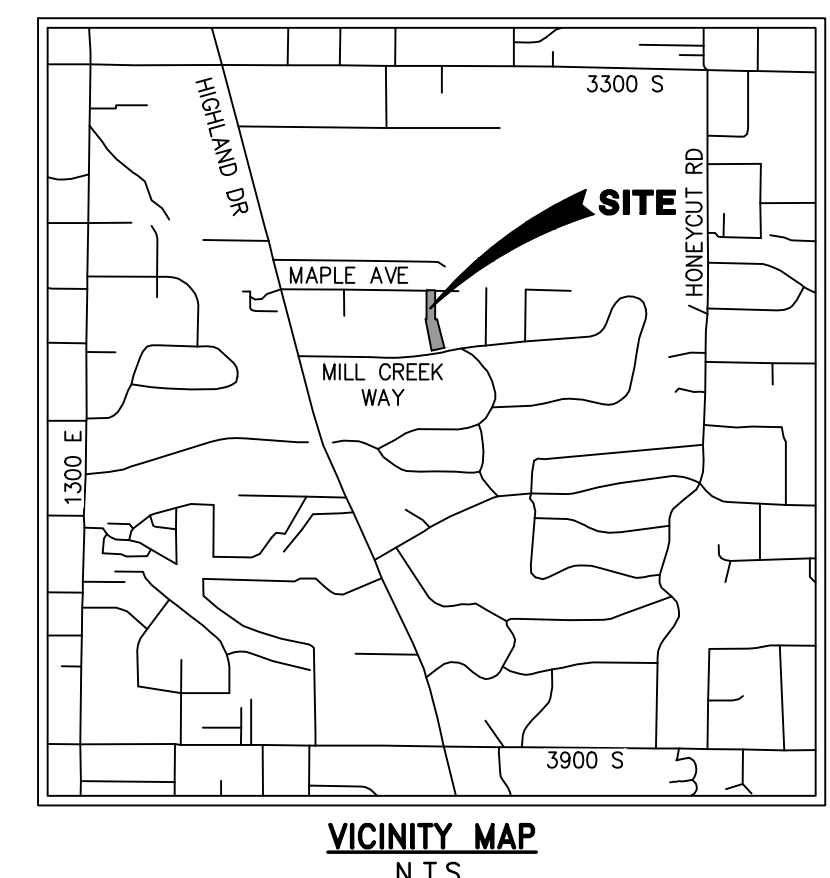 3300 S
HIGHLAND DR
HONEYCUT RD
SITE
MAPLE AVE
MILL CREEK
WAY
1300 E
3900 S
VICINITY MAP
N.T.S.